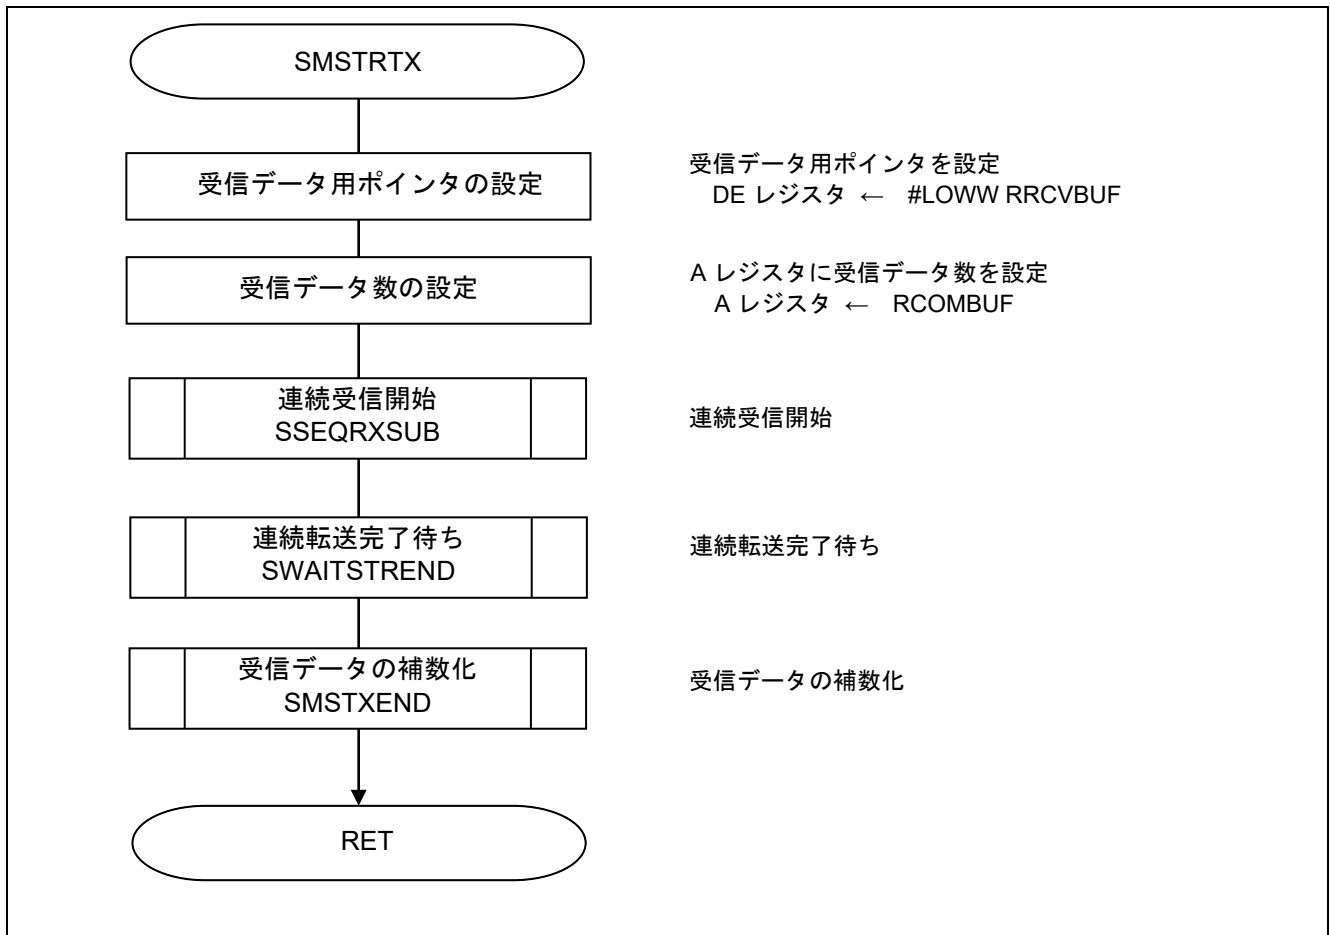 SMSTRTX
受信データ用ポインタの設定
受信データ用ポインタを設定
DE レジスタ ← #LOWW RRCVBUF
受信データ数の設定
A レジスタに受信データ数を設定
A レジスタ ← RCOMBUF
連続受信開始
SSEQRXSUB
連続受信開始
連続転送完了待ち
SWAITSTREND
連続転送完了待ち
受信データの補数化
SMSTXEND
受信データの補数化
RET